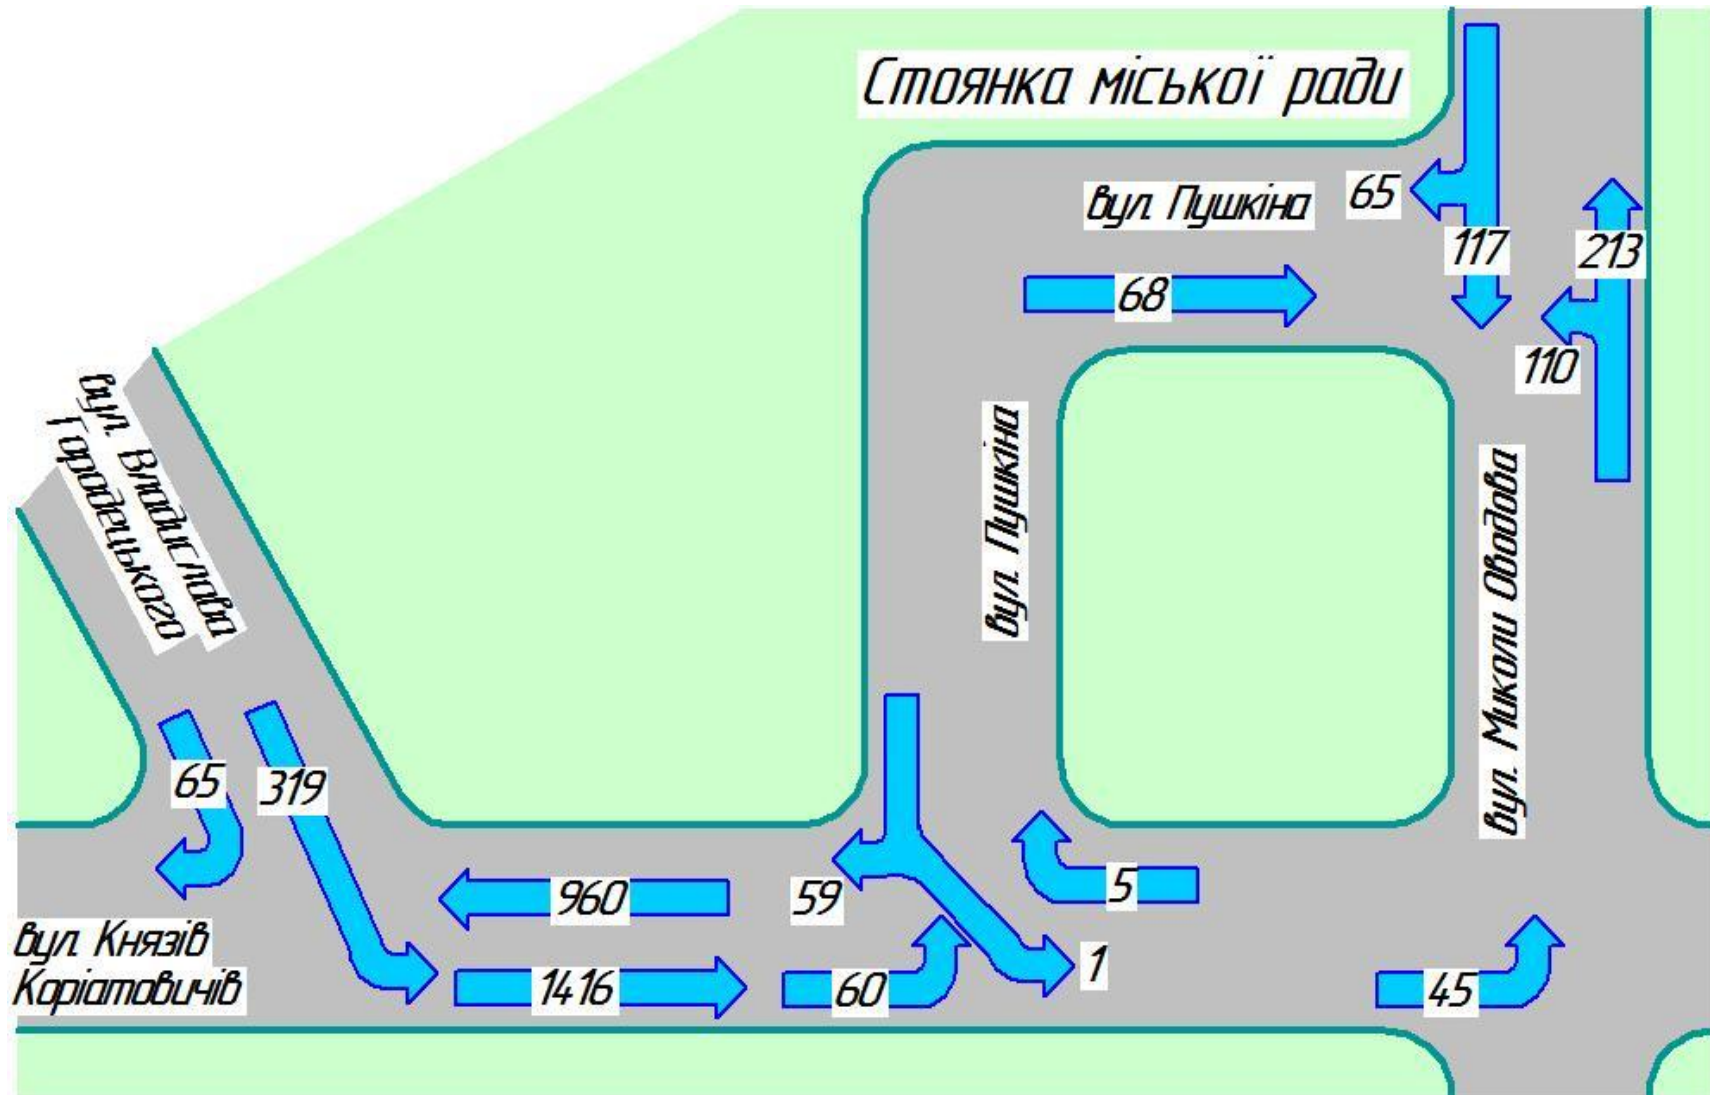 Стоянка міської ради
вул. Пушкіна
65
117
213
68
110
вул. Владислава
Городецького
вул. Пушкіна
вул. Миколи Оводова
65
319
960
59
5
1
вул. Князів
Коріатовичів
1416
60
45